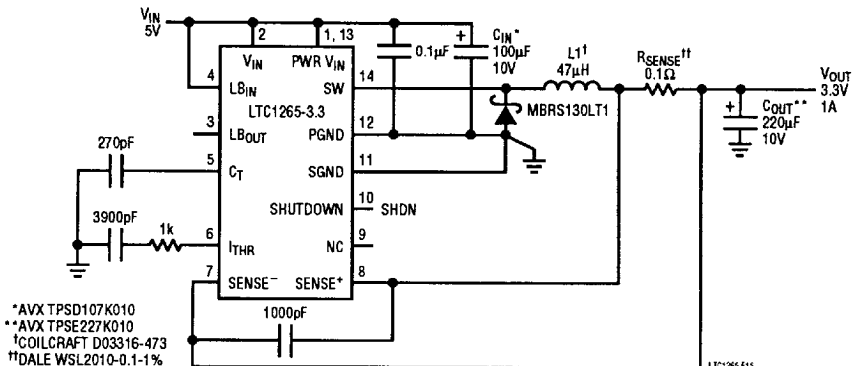 VIN
5V
2
1, 13
VIN
PWR VIN
0.1µF
+
CIN*
100µF
10V
L1†
47µH
RSENSE††
0.1Ω
VOUT
3.3V
1A
4
LBIN
SW
14
LTC1265-3.3
MBRS130LT1
+
COUT**
220µF
10V
3
LBOUT
PGND
12
270pF
5
CT
SGND
11
SHUTDOWN
10
SHDN
3900pF
1k
6
ITHR
NC
9
7
SENSE–
SENSE+
8
1000pF
*AVX TPSD107K010
**AVX TPSE227K010
†COILCRAFT D03316-473
††DALE WSL2010-0.1-1%